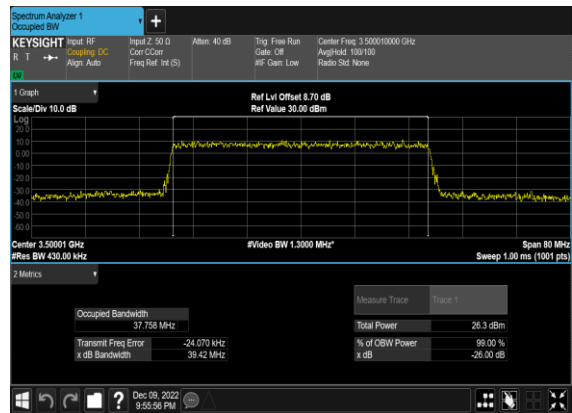 Spectrum Analyzer 1
Occupied BW
KEYSIGHT Input: RF Input Z: 50 Ω Atten: 40 dB Trig: Free Run Center Freq: 3.500010000 GHz
R T Coupling: DC Corr CCorr Gate: Off Avg|Hold: 100/100
Align: Auto Freq Ref: Int (S) #IF Gain: Low Radio Std: None
LW
1 Graph
Ref Lvl Offset 8.70 dB
Scale/Div 10.0 dB Ref Value 30.00 dBm
Log
20.0
10.0
0.00
-10.0
-20.0
-30.0
-40.0
-50.0
-60.0
Center 3.50001 GHz #Video BW 1.3000 MHz* Span 80 MHz
#Res BW 430.00 kHz Sweep 1.00 ms (1001 pts)
2 Metrics
Measure Trace Trace 1
Occupied Bandwidth
37.758 MHz Total Power 26.3 dBm
Transmit Freq Error -24.070 kHz % of OBW Power 99.00 %
x dB Bandwidth 39.42 MHz x dB -26.00 dB
? Dec 09, 2022
9:55:56 PM